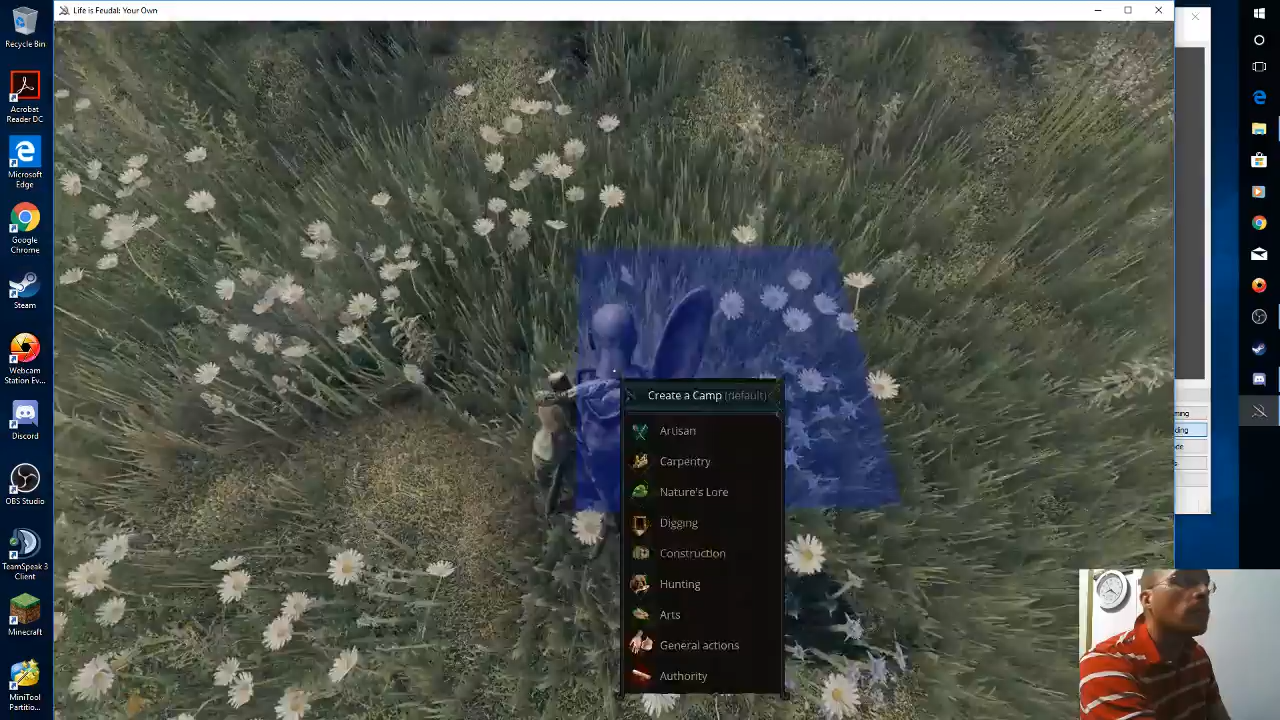 Life is Feudal: Your Own
Recycle Bin
Acrobat
Reader DC
Microsoft
Edge
Google
Chrome
Steam
Webcam
Station Ev...
Discord
OBS Studio
TeamSpeak 3
Client
Minecraft
MiniTool
Partitio...
Create a Camp (default)
Artisan
Carpentry
Nature's Lore
Digging
Construction
Hunting
Arts
General actions
Authority